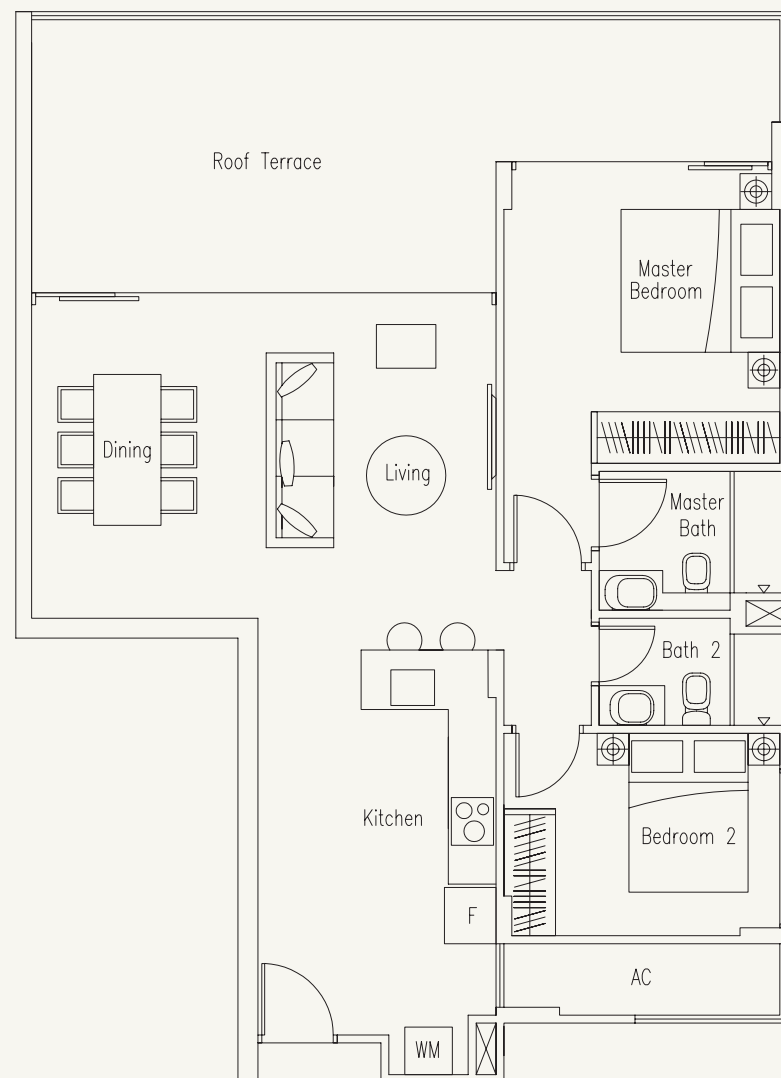 Roof Terrace
Master
Bedroom
Dining
Living
Master
Bath
Bath 2
Kitchen
Bedroom 2
F
AC
WM